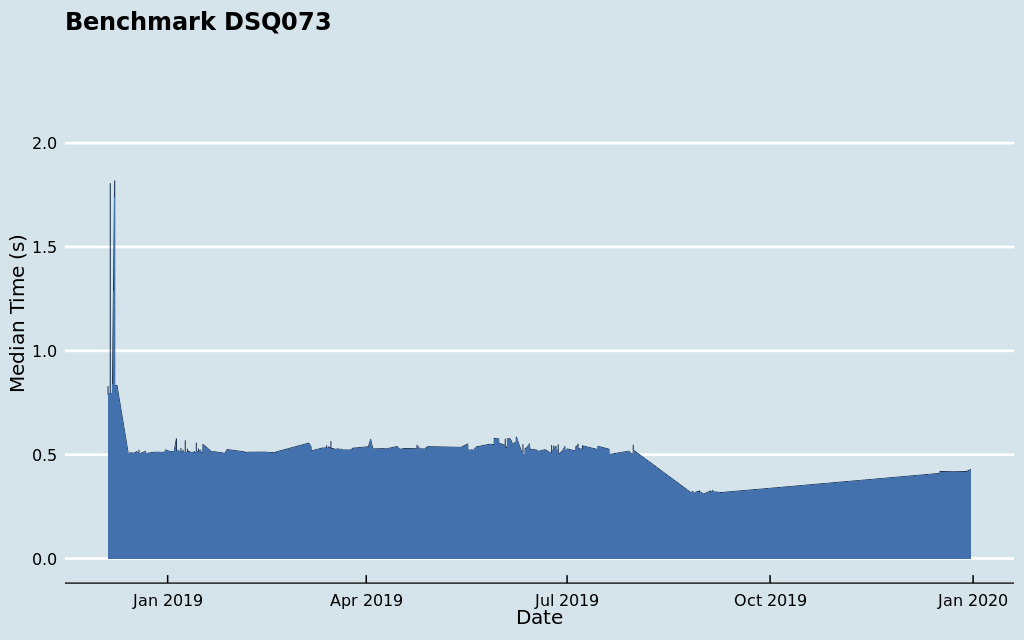 Benchmark DSQ073
Median Time (s)
2.0
1.5
1.0
0.5
0.0
Jan 2019
Apr 2019
Jul 2019
Oct 2019
Jan 2020
Date